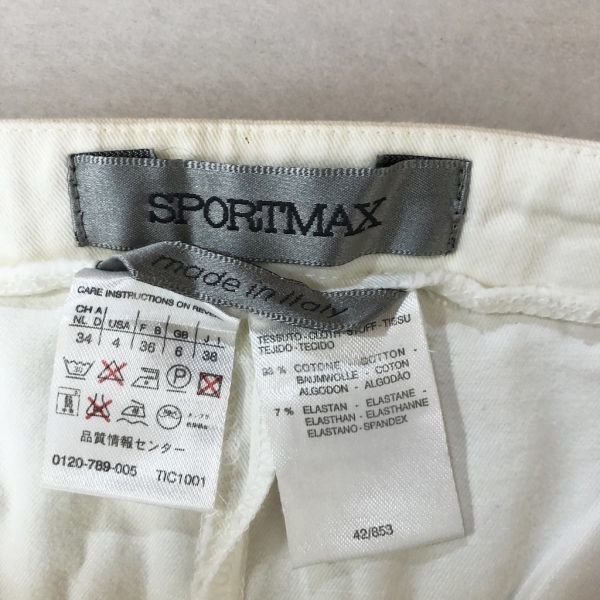 SPORTMAX
made in italy
CARE INSTRUCTIONS ON REV
CH A
NL D USA F B GB J I
34 4 36 6 38
P
品質情報センター
0120-789-005 TIC1001
TESSUTO-CLOTH-STOFF-TISSU
TEJIDO-TECIDO
93 % COTONE COTTON -
BAUMWOLLE - COTON
ALGODON - ALGODÃO
7 % ELASTAN - ELASTANE -
ELASTHAN - ELASTHANNE
ELASTANO-SPANDEX
42/853